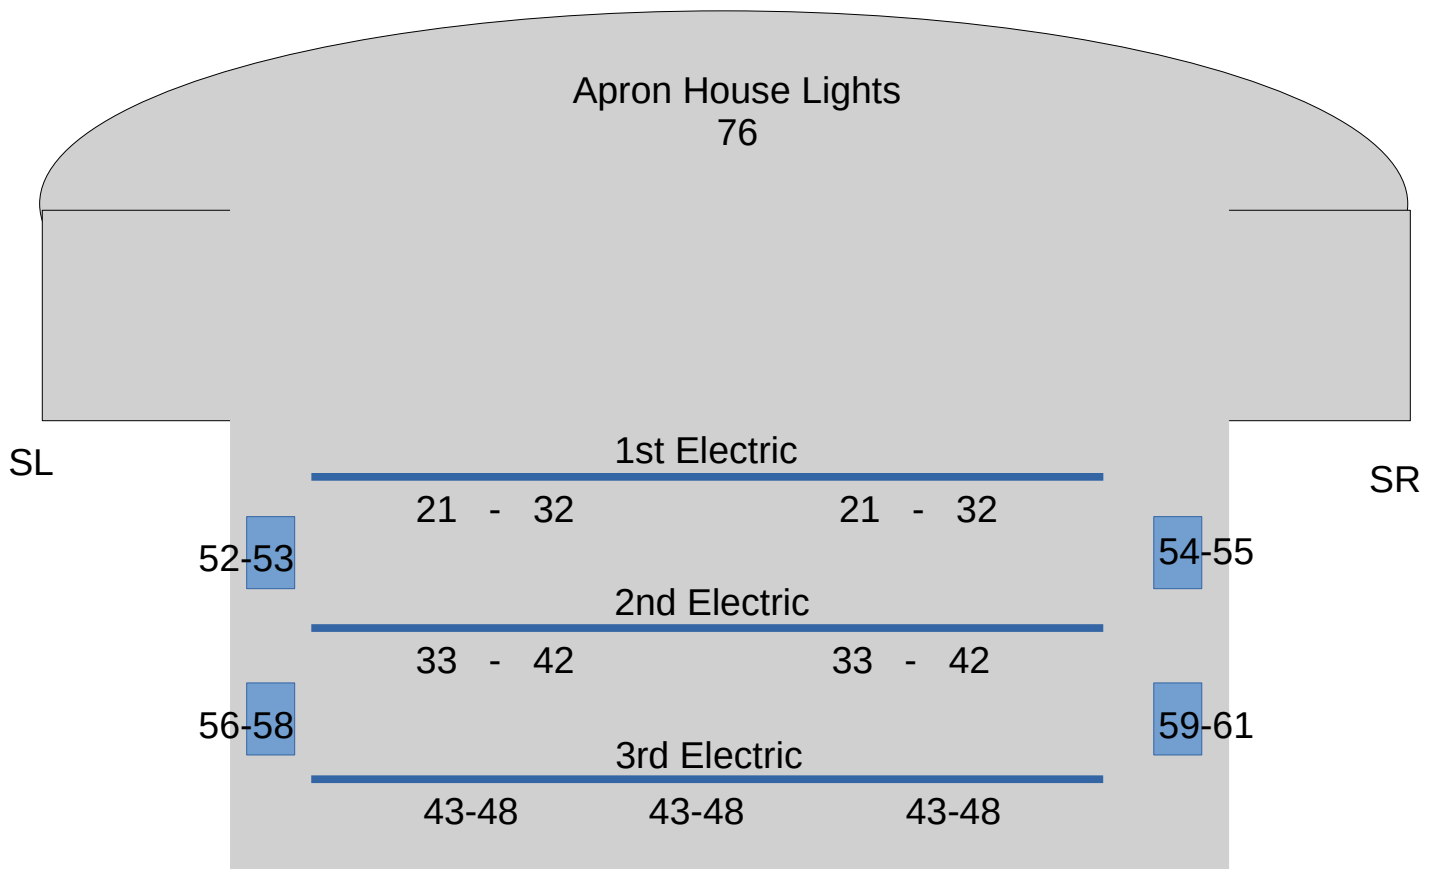 Apron House Lights
76
SL
SR
1st Electric
21 - 32
21 - 32
52-53
54-55
2nd Electric
33 - 42
33 - 42
56-58
59-61
3rd Electric
43-48
43-48
43-48